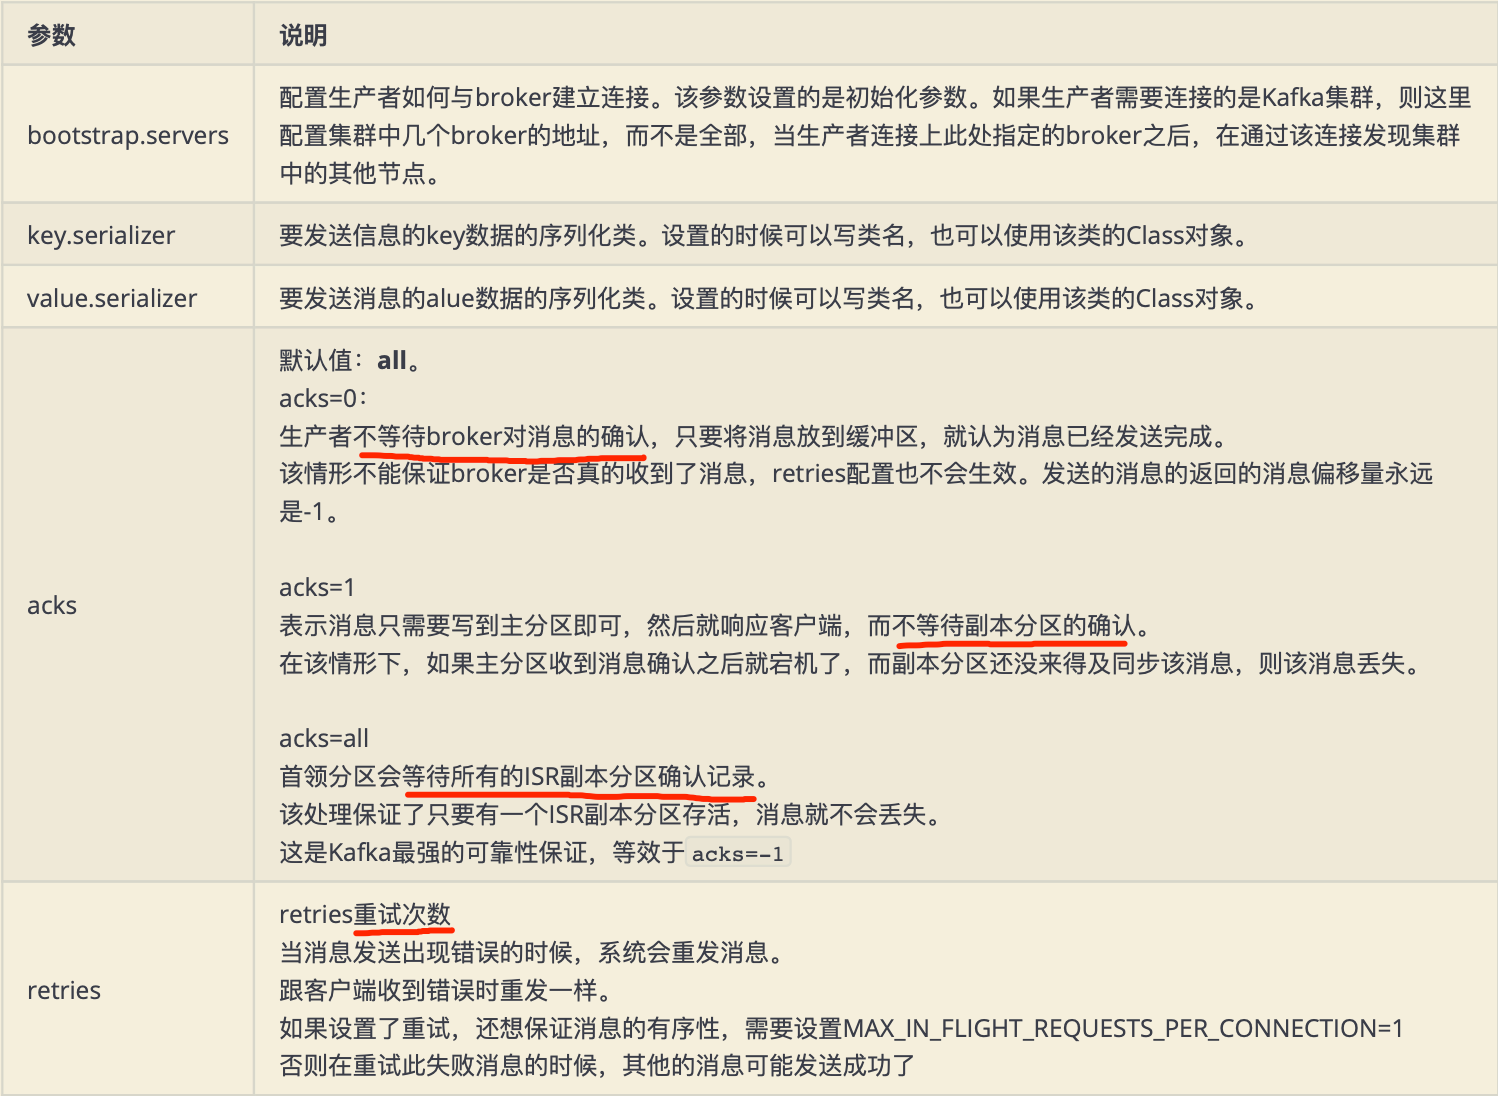 参数
说明
bootstrap.servers
配置生产者如何与broker建立连接。该参数设置的是初始化参数。如果生产者需要连接的是Kafka集群，则这里
配置集群中几个broker的地址，而不是全部，当生产者连接上此处指定的broker之后，在通过该连接发现集群
中的其他节点。
key.serializer
要发送信息的key数据的序列化类。设置的时候可以写类名，也可以使用该类的Class对象。
value.serializer
要发送消息的alue数据的序列化类。设置的时候可以写类名，也可以使用该类的Class对象。
acks
默认值：all。
acks=0：
生产者不等待broker对消息的确认，只要将消息放到缓冲区，就认为消息已经发送完成。
该情形不能保证broker是否真的收到了消息，retries配置也不会生效。发送的消息的返回的消息偏移量永远
是-1。
acks=1
表示消息只需要写到主分区即可，然后就响应客户端，而不等待副本分区的确认。
在该情形下，如果主分区收到消息确认之后就宕机了，而副本分区还没来得及同步该消息，则该消息丢失。
acks=all
首领分区会等待所有的ISR副本分区确认记录。
该处理保证了只要有一个ISR副本分区存活，消息就不会丢失。
这是Kafka最强的可靠性保证，等效于 acks=-1
retries
retries重试次数
当消息发送出现错误的时候，系统会重发消息。
跟客户端收到错误时重发一样。
如果设置了重试，还想保证消息的有序性，需要设置MAX_IN_FLIGHT_REQUESTS_PER_CONNECTION=1
否则在重试此失败消息的时候，其他的消息可能发送成功了